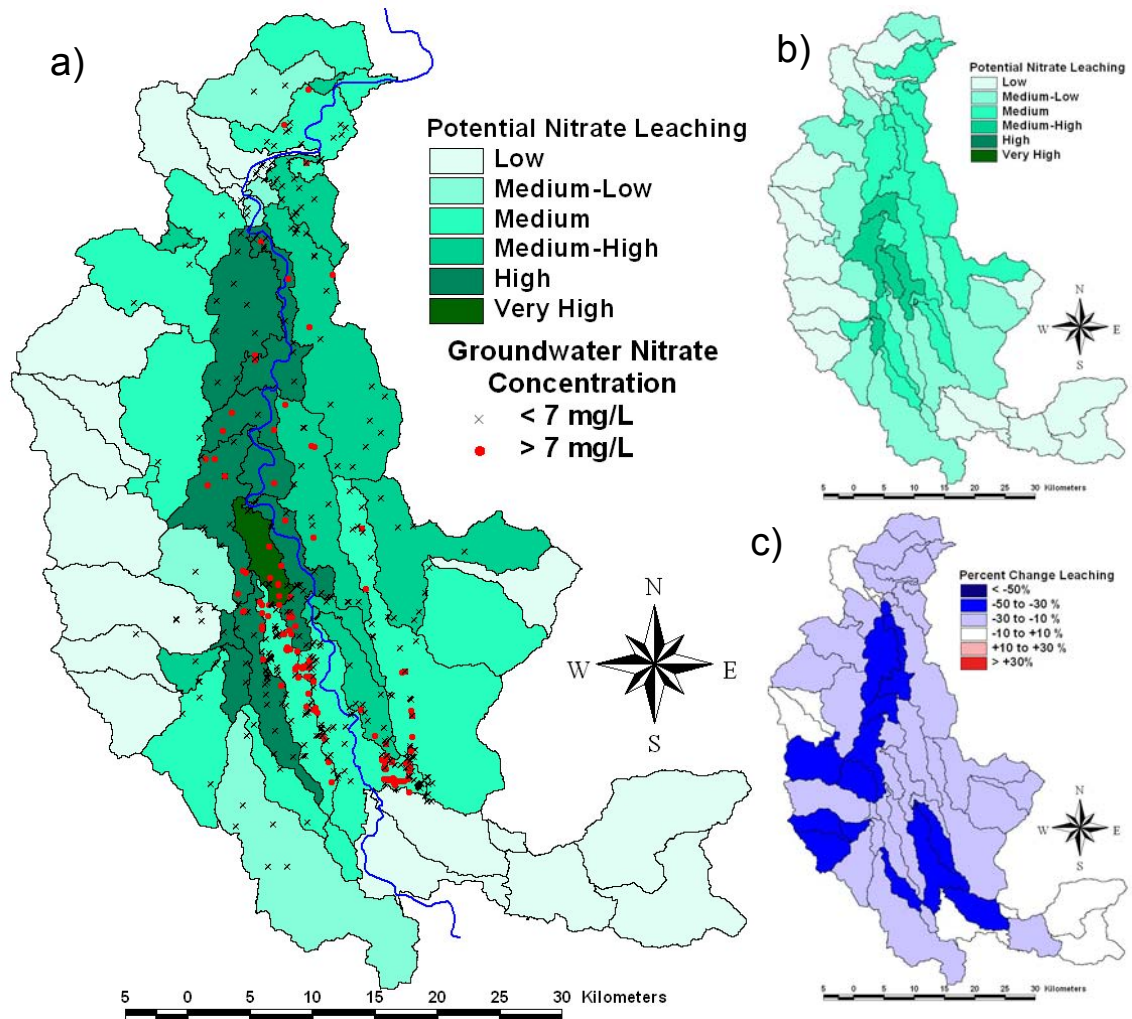 a)
Potential Nitrate Leaching
Low
Medium-Low
Medium
Medium-High
High
Very High
Groundwater Nitrate
Concentration
< 7 mg/L
> 7 mg/L
N
W E
S
5 0 5 10 15 20 25 30 Kilometers
b)
Potential Nitrate Leaching
Low
Medium-Low
Medium
Medium-High
High
Very High
N
W E
S
5 0 5 10 15 20 25 30 Kilometers
c)
Percent Change Leaching
< -50%
-50 to -30 %
-30 to -10 %
-10 to +10 %
+10 to +30 %
> +30%
N
W E
S
5 0 5 10 15 20 25 30 Kilometers